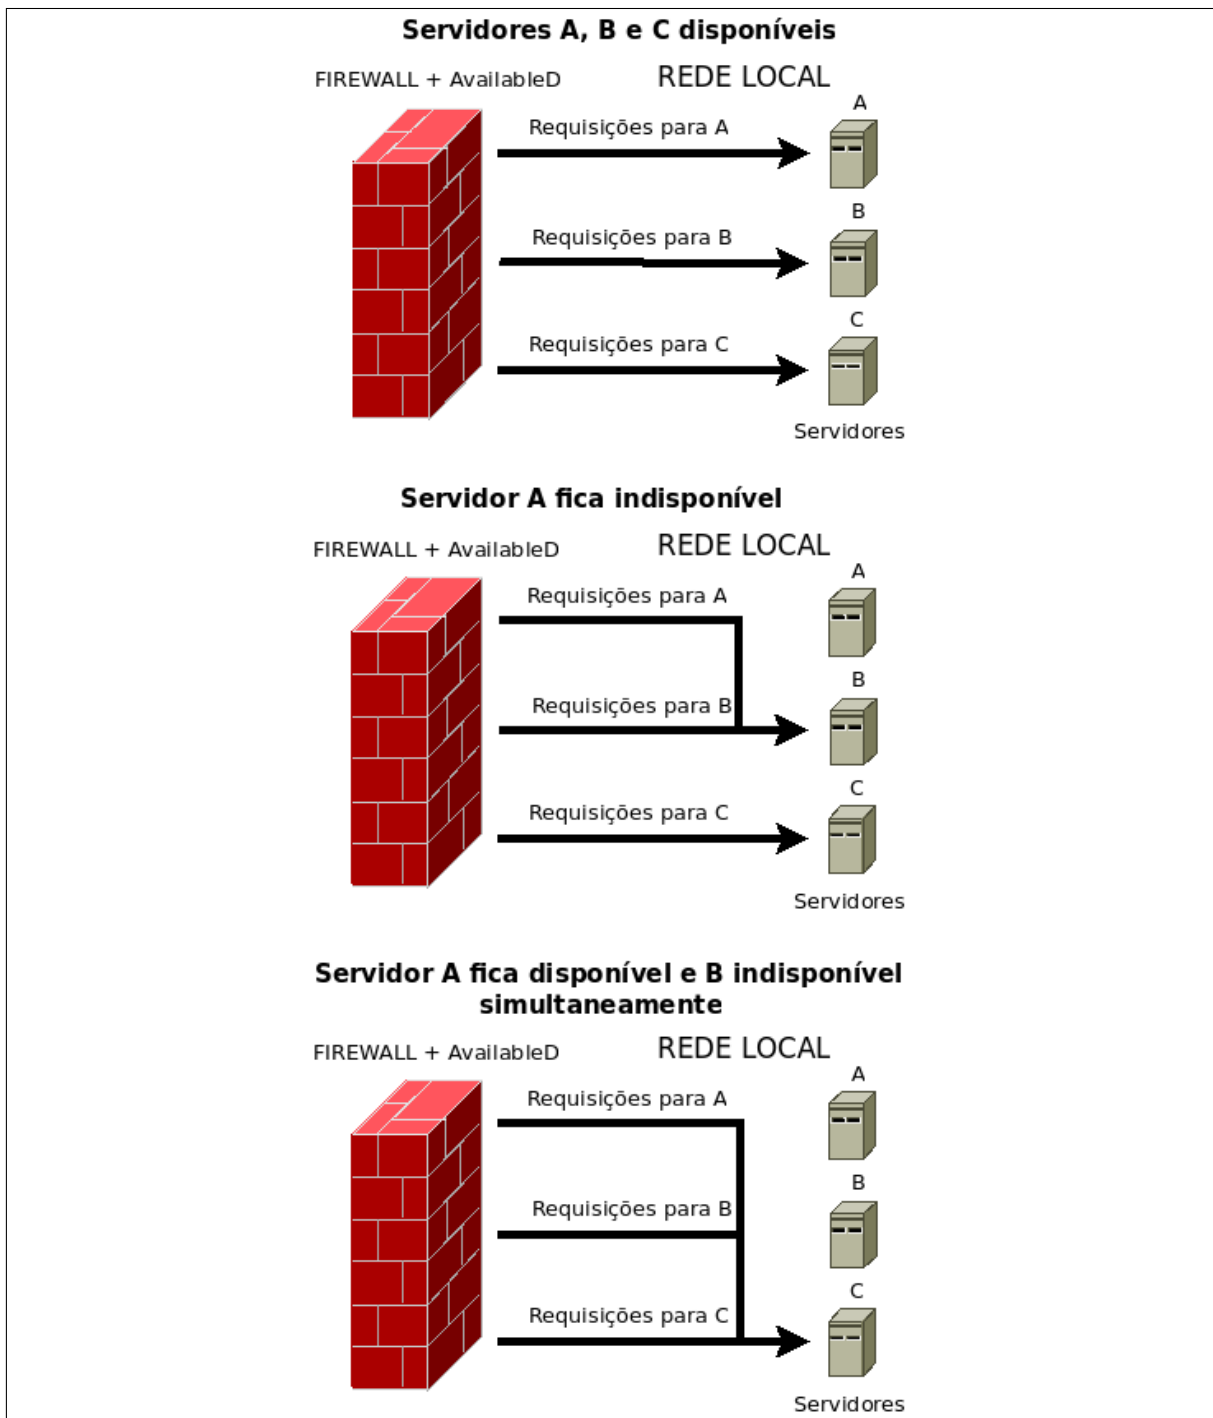 Servidores A, B e C disponíveis
FIREWALL + AvailableD
REDE LOCAL
A
Requisições para A
B
Requisições para B
C
Requisições para C
Servidores
Servidor A fica indisponível
FIREWALL + AvailableD
REDE LOCAL
A
Requisições para A
B
Requisições para B
C
Requisições para C
Servidores
Servidor A fica disponível e B indisponível
simultaneamente
FIREWALL + AvailableD
REDE LOCAL
A
Requisições para A
B
Requisições para B
C
Requisições para C
Servidores